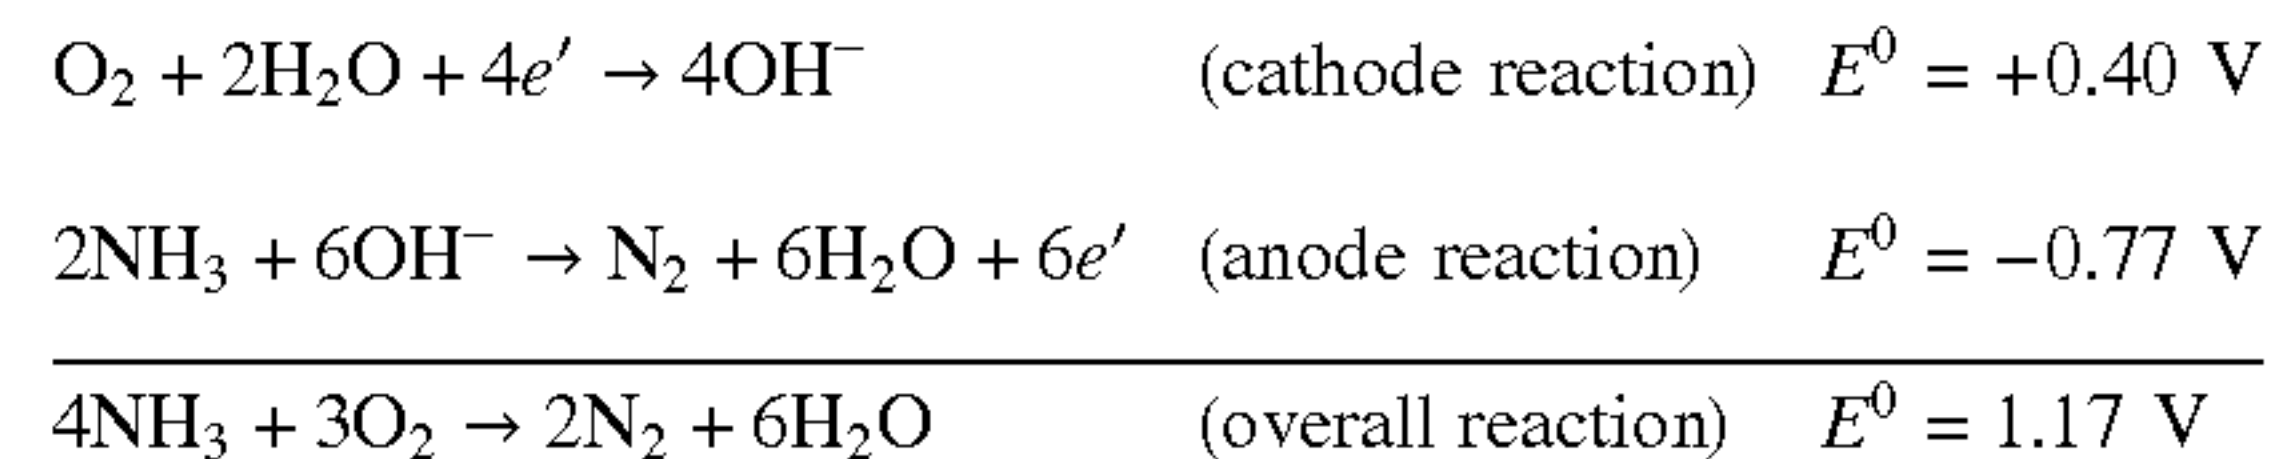 O₂ + 2H₂O + 4e′ → 4OH⁻ (cathode reaction) E⁰ = +0.40 V
2NH₃ + 6OH⁻ → N₂ + 6H₂O + 6e′ (anode reaction) E⁰ = −0.77 V
4NH₃ + 3O₂ → 2N₂ + 6H₂O (overall reaction) E⁰ = 1.17 V